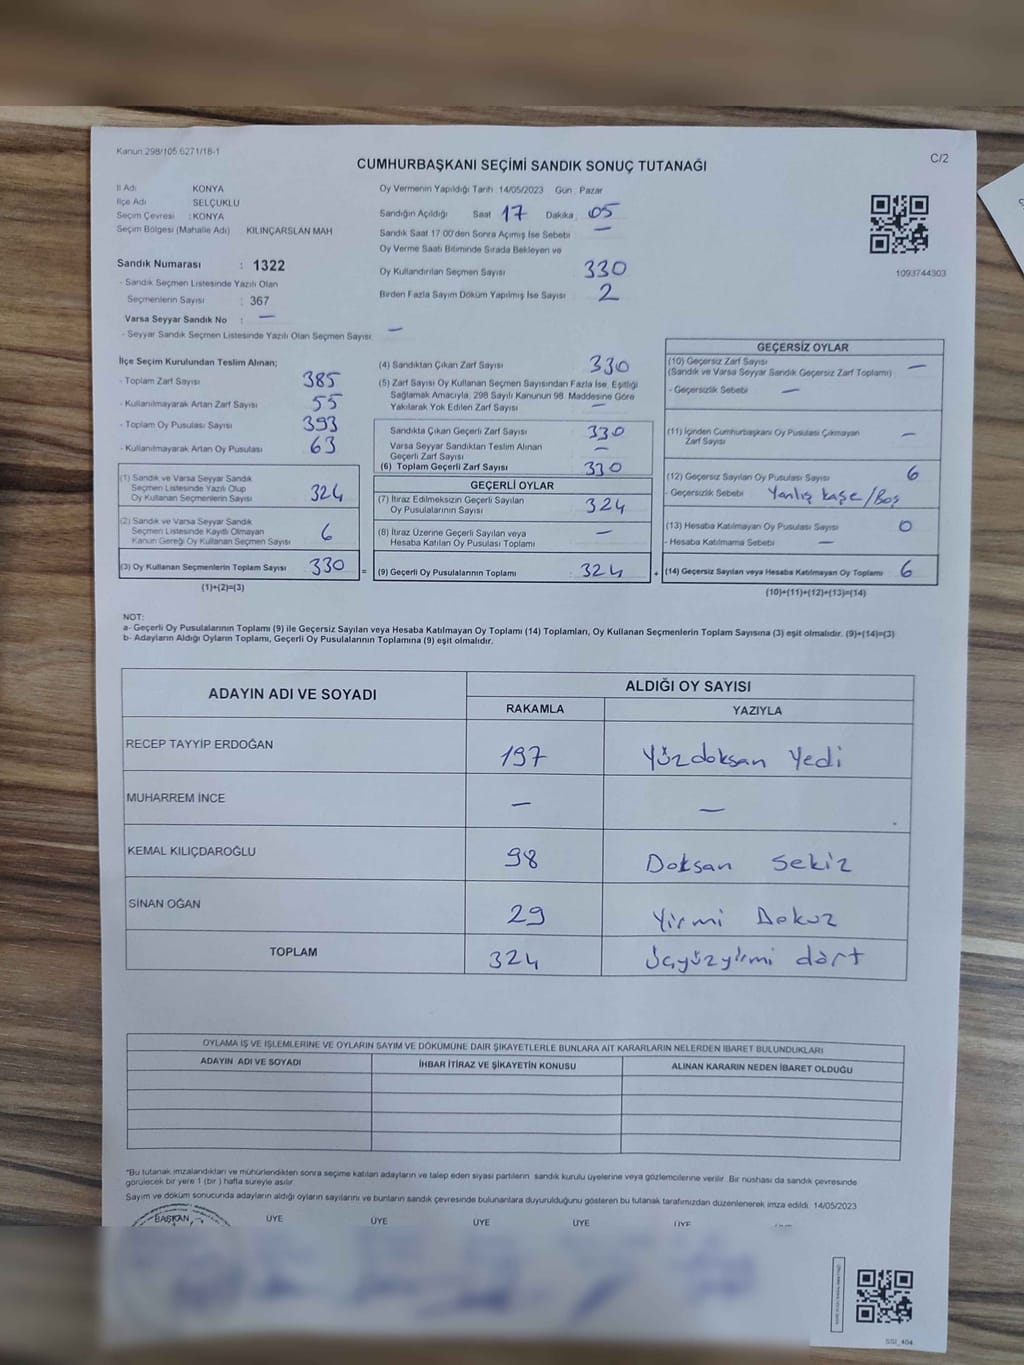 Kanun 298/105 6271/18-1
CUMHURBAŞKANI SEÇİMİ SANDIK SONUÇ TUTANAĞI
C/2
İl Adı KONYA
İlçe Adı SELÇUKLU
Seçim Çevresi : KONYA
Seçim Bölgesi (Mahalle Adı) KILINÇARSLAN MAH
Sandık Numarası : 1322
- Sandık Seçmen Listesinde Yazılı Olan
Seçmenlerin Sayısı : 367
Varsa Seyyar Sandık No : —
- Seyyar Sandık Seçmen Listesinde Yazılı Olan Seçmen Sayısı —
Oy Vermenin Yapıldığı Tarih 14/05/2023 Gün : Pazar
Sandığın Açıldığı Saat 17 Dakika 05
Sandık Saat 17.00'den Sonra Açılmış İse Sebebi —
Oy Verme Saati Bitiminde Sırada Bekleyen ve
Oy Kullandırılan Seçmen Sayısı 330
Birden Fazla Sayım Döküm Yapılmış İse Sayısı 2
1093744303
İlçe Seçim Kurulundan Teslim Alınan;
- Toplam Zarf Sayısı 385
- Kullanılmayarak Artan Zarf Sayısı 55
- Toplam Oy Pusulası Sayısı 393
- Kullanılmayarak Artan Oy Pusulası 63
(1) Sandık ve Varsa Seyyar Sandık
Seçmen Listesinde Yazılı Olup
Oy Kullanan Seçmenlerin Sayısı 324
(2) Sandık ve Varsa Seyyar Sandık
Seçmen Listesinde Kayıtlı Olmayan
Kanun Gereği Oy Kullanan Seçmen Sayısı 6
(3) Oy Kullanan Seçmenlerin Toplam Sayısı 330
(1)+(2)=(3)
(4) Sandıktan Çıkan Zarf Sayısı 330
(5) Zarf Sayısı Oy Kullanan Seçmen Sayısından Fazla İse, Eşitliği
Sağlamak Amacıyla, 298 Sayılı Kanunun 98. Maddesine Göre
Yakılarak Yok Edilen Zarf Sayısı —
Sandıkta Çıkan Geçerli Zarf Sayısı 330
Varsa Seyyar Sandıktan Teslim Alınan
Geçerli Zarf Sayısı —
(6) Toplam Geçerli Zarf Sayısı 330
GEÇERLİ OYLAR
(7) İtiraz Edilmeksizin Geçerli Sayılan
Oy Pusulalarının Sayısı 324
(8) İtiraz Üzerine Geçerli Sayılan veya
Hesaba Katılan Oy Pusulası Toplamı —
= (9) Geçerli Oy Pusulalarının Toplamı 324 +
GEÇERSİZ OYLAR
(10) Geçersiz Zarf Sayısı
(Sandık ve Varsa Seyyar Sandık Geçersiz Zarf Toplamı) —
- Geçersizlik Sebebi —
(11) İçinden Cumhurbaşkanı Oy Pusulası Çıkmayan
Zarf Sayısı —
(12) Geçersiz Sayılan Oy Pusulası Sayısı 6
- Geçersizlik Sebebi Yanlış kaşe/Boş
(13) Hesaba Katılmayan Oy Pusulası Sayısı 0
- Hesaba Katılmama Sebebi —
(14) Geçersiz Sayılan veya Hesaba Katılmayan Oy Toplamı 6
(10)+(11)+(12)+(13)=(14)
NOT:
a- Geçerli Oy Pusulalarının Toplamı (9) ile Geçersiz Sayılan veya Hesaba Katılmayan Oy Toplamı (14) Toplamları, Oy Kullanan Seçmenlerin Toplam Sayısına (3) eşit olmalıdır. (9)+(14)=(3)
b- Adayların Aldığı Oyların Toplamı, Geçerli Oy Pusulalarının Toplamına (9) eşit olmalıdır.
ADAYIN ADI VE SOYADI ALDIĞI OY SAYISI
RAKAMLA YAZIYLA
RECEP TAYYİP ERDOĞAN 197 Yüzdoksan Yedi
MUHARREM İNCE — —
KEMAL KILIÇDAROĞLU 98 Doksan Sekiz
SİNAN OĞAN 29 Yirmi Dokuz
TOPLAM 324 Üçyüzyirmi dört
OYLAMA İŞ VE İŞLEMLERİNE VE OYLARIN SAYIM VE DÖKÜMÜNE DAİR ŞİKAYETLERLE BUNLARA AİT KARARLARIN NELERDEN İBARET BULUNDUKLARI
ADAYIN ADI VE SOYADI İHBAR İTİRAZ VE ŞİKAYETİN KONUSU ALINAN KARARIN NEDEN İBARET OLDUĞU
*Bu tutanak imzalandıktan ve mühürlendikten sonra seçime katılan adayların ve talep eden siyasi partilerin sandık kurulu üyelerine veya gözlemcilerine verilir. Bir nüshası da sandık çevresinde
görülecek bir yere 1 (bir ) hafta süreyle asılır.
Sayım ve döküm sonucunda adayların aldığı oyların sayılarını ve bunların sandık çevresinde bulunanlara duyurulduğunu gösteren bu tutanak tarafımızdan düzenlenerek imza edildi. 14/05/2023
BAŞKAN ÜYE ÜYE ÜYE ÜYE ÜYE
SSİ_404